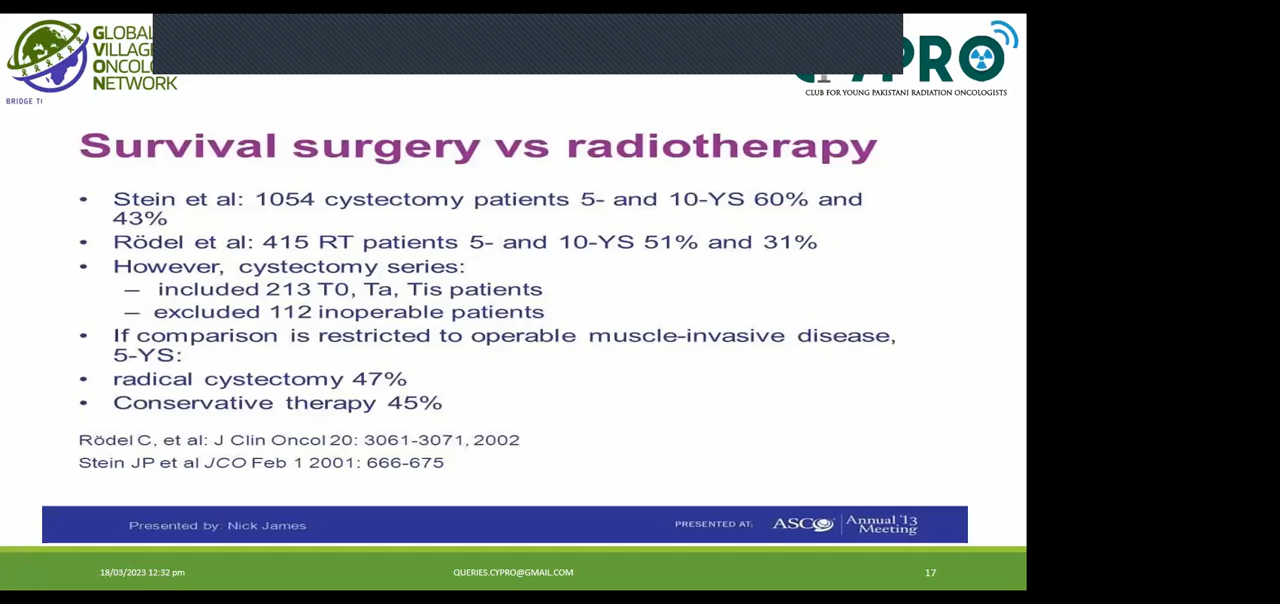 GLOBAL
VILLAG
ONCOL
NETWORK
BRIDGE TI
PRO
CLUB FOR YOUNG PAKISTANI RADIATION ONCOLOGISTS
Survival surgery vs radiotherapy
• Stein et al: 1054 cystectomy patients 5- and 10-YS 60% and
43%
• Rödel et al: 415 RT patients 5- and 10-YS 51% and 31%
• However, cystectomy series:
– included 213 T0, Ta, Tis patients
– excluded 112 inoperable patients
• If comparison is restricted to operable muscle-invasive disease,
5-YS:
• radical cystectomy 47%
• Conservative therapy 45%
Rödel C, et al: J Clin Oncol 20: 3061-3071, 2002
Stein JP et al JCO Feb 1 2001: 666-675
Presented by: Nick James
PRESENTED AT:
ASCO
Annual '13
Meeting
18/03/2023 12:32 pm
QUERIES.CYPRO@GMAIL.COM
17